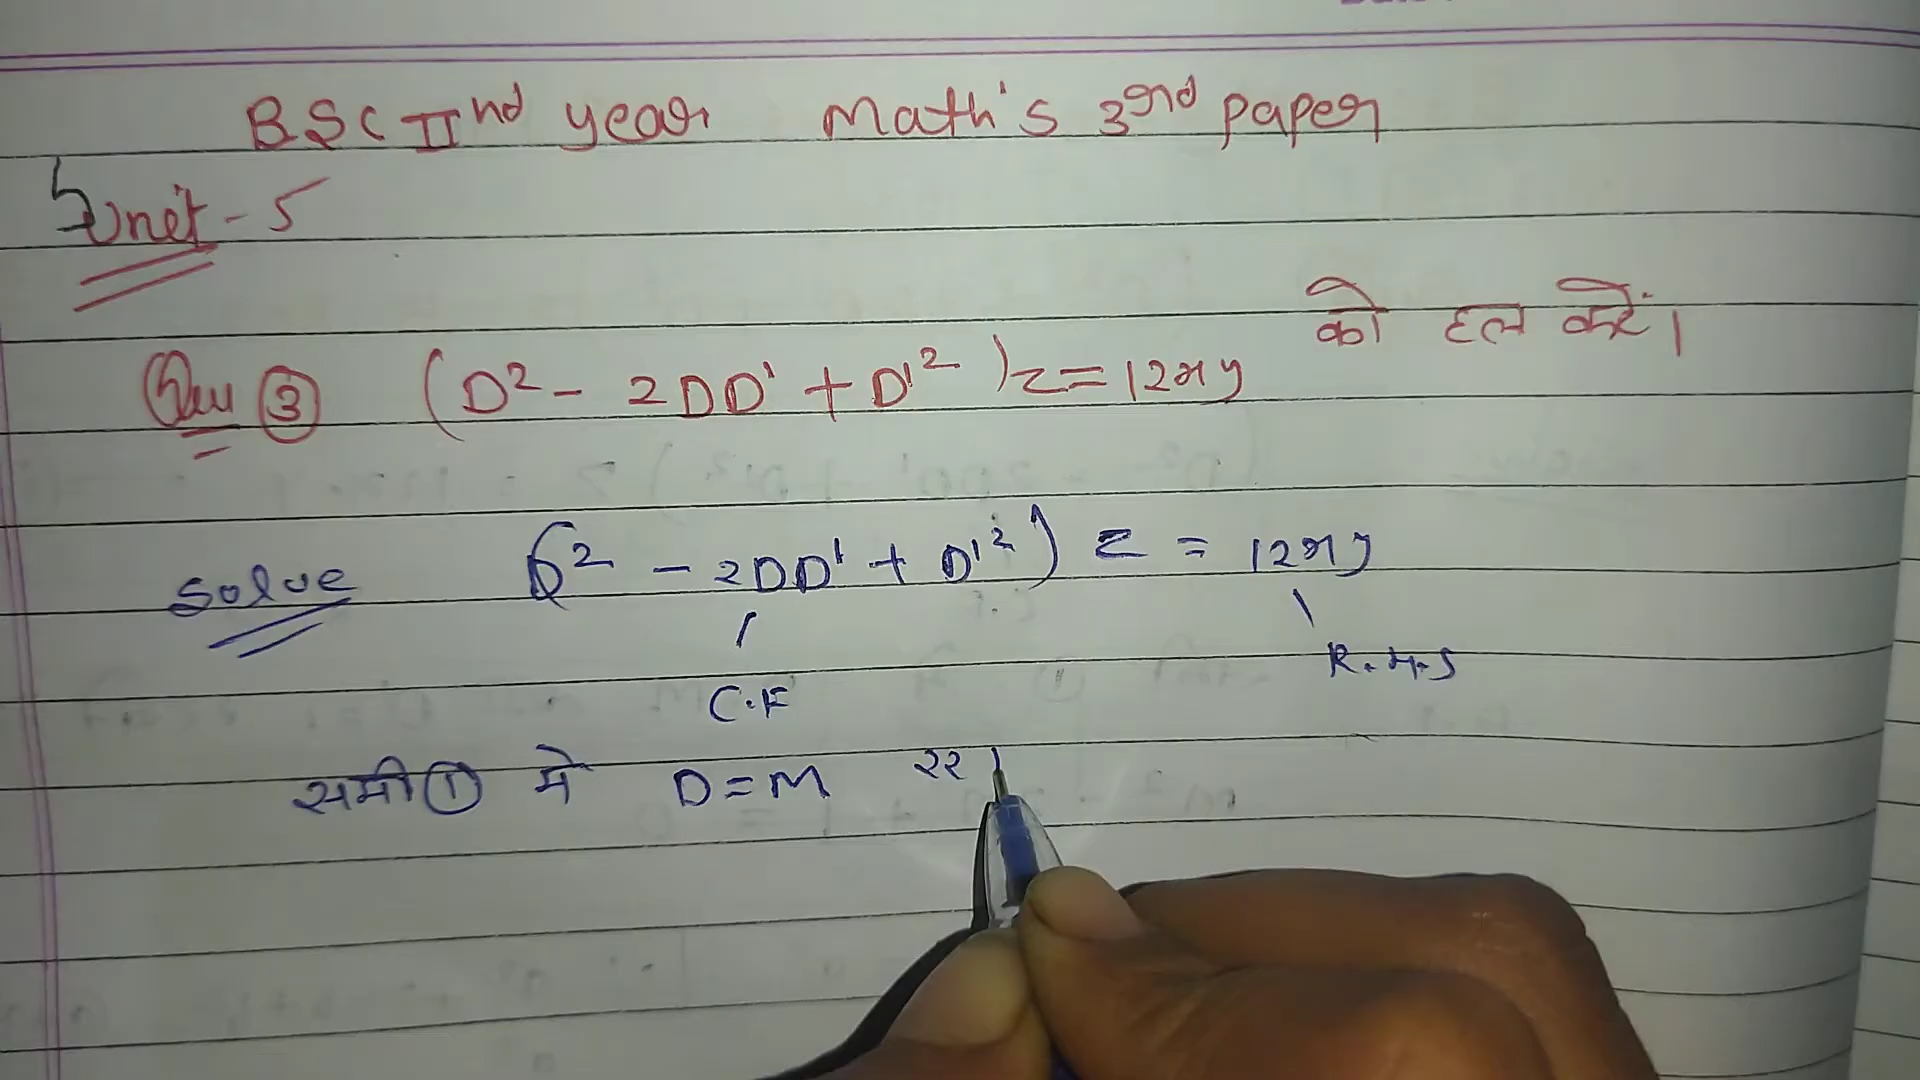 BSc IInd year Math's 3rd paper
Unit - 5
Que ③ (D² - 2DD' + D'²)z = 12xy को हल करें।
Solve (D² - 2DD' + D'²) z = 12xy
C.F R.H.S
समी ① मे D = M